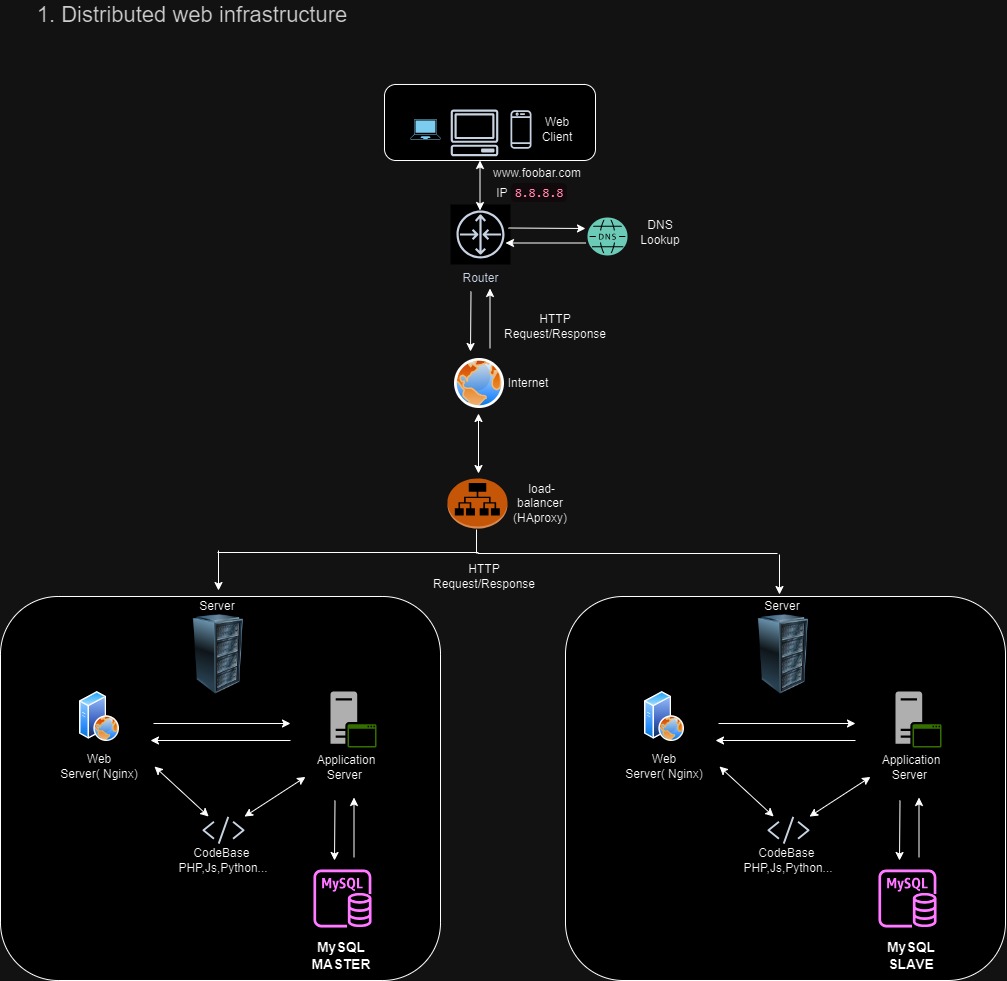 1. Distributed web infrastructure
Web
Client
www.foobar.com
IP 8.8.8.8
DNS
DNS
Lookup
Router
HTTP
Request/Response
Internet
load-
balancer
(HAproxy)
HTTP
Request/Response
Server
Web
Server( Nginx)
Application
Server
CodeBase
PHP,Js,Python...
MySQL
MySQL
MASTER
Server
Web
Server( Nginx)
Application
Server
CodeBase
PHP,Js,Python...
MySQL
MySQL
SLAVE